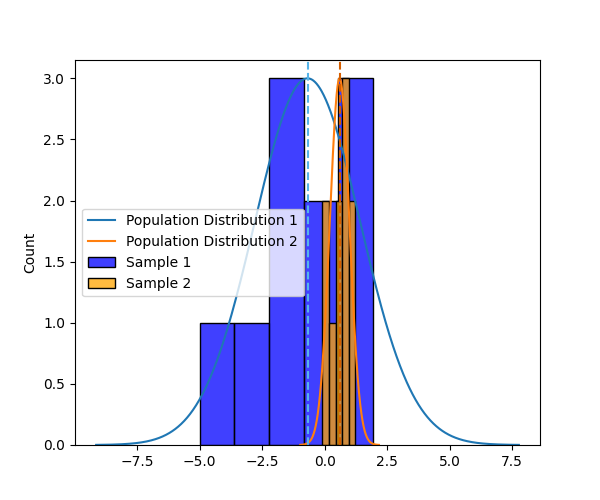 3.0
2.5
2.0
1.5
1.0
0.5
0.0
Count
Population Distribution 1
Population Distribution 2
Sample 1
Sample 2
−7.5 −5.0 −2.5 0.0 2.5 5.0 7.5